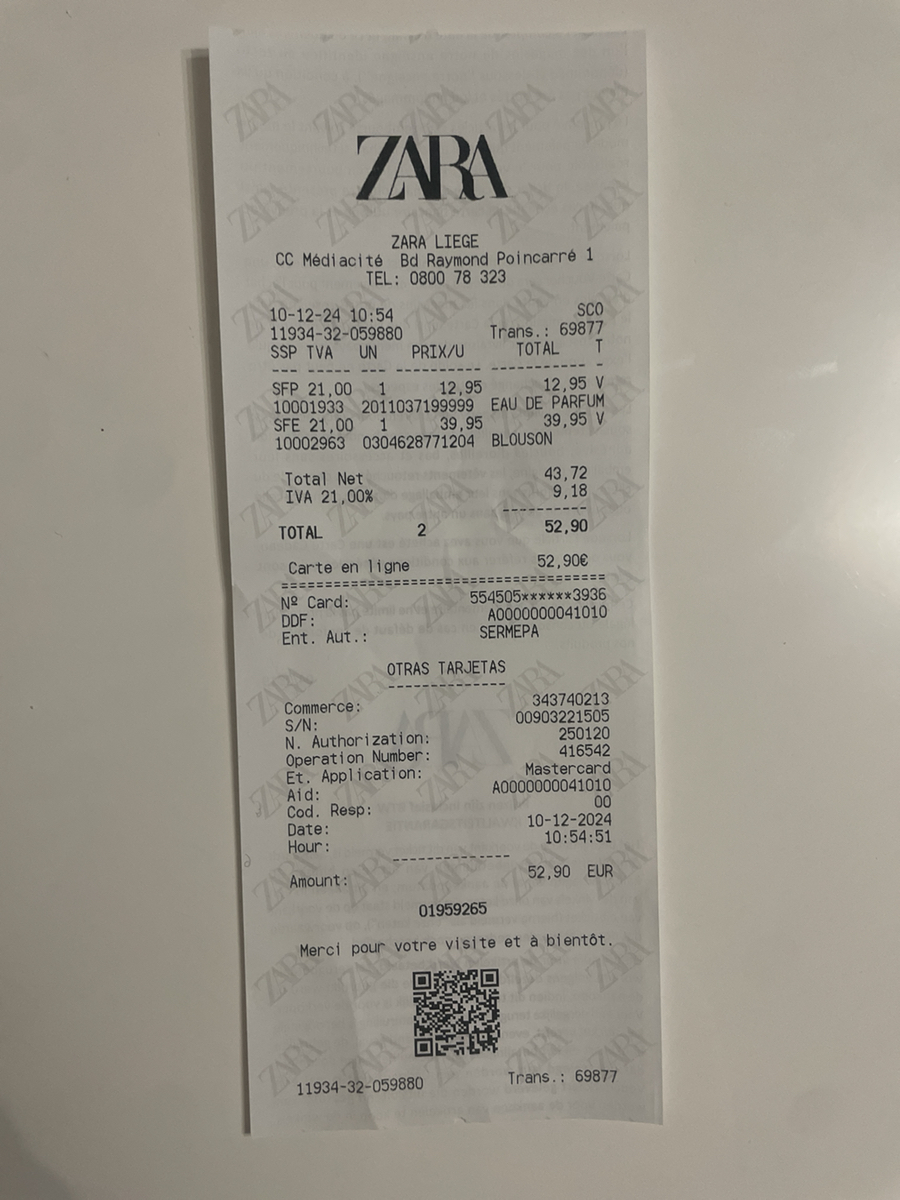 ZARA
ZARA LIEGE
CC Médiacité Bd Raymond Poincarré 1
TEL: 0800 78 323
10-12-24 10:54 SCO
11934-32-059880 Trans.: 69877
SSP TVA UN PRIX/U TOTAL T
--- ----- --- ---------- ----------- -
SFP 21,00 1 12,95 12,95 V
10001933 2011037199999 EAU DE PARFUM
SFE 21,00 1 39,95 39,95 V
10002963 0304628771204 BLOUSON
Total Net 43,72
IVA 21,00% 9,18
----------
TOTAL 2 52,90
Carte en ligne 52,90€
==========================================
Nº Card: 554505******3936
DDF: A0000000041010
Ent. Aut.: SERMEPA
OTRAS TARJETAS
--------------
Commerce: 343740213
S/N: 00903221505
N. Authorization: 250120
Operation Number: 416542
Et. Application: Mastercard
Aid: A0000000041010
Cod. Resp: 00
Date: 10-12-2024
Hour: 10:54:51
--------------
Amount: 52,90 EUR
01959265
Merci pour votre visite et à bientôt.
11934-32-059880 Trans.: 69877